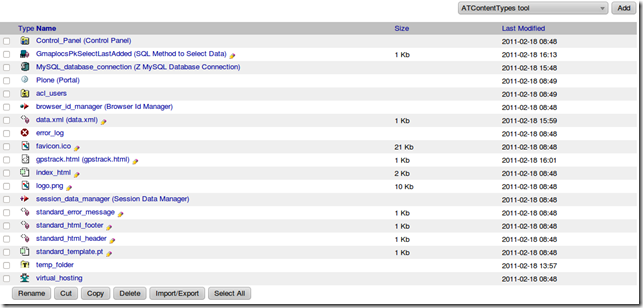 ATContentTypes tool Add
Type Name Size Last Modified
Control_Panel (Control Panel) 2011-02-18 08:48
GmaplocsPkSelectLastAdded (SQL Method to Select Data) 1 Kb 2011-02-18 16:13
MySQL_database_connection (Z MySQL Database Connection) 2011-02-18 15:48
Plone (Portal) 2011-02-18 08:49
acl_users 2011-02-18 08:49
browser_id_manager (Browser Id Manager) 2011-02-18 08:48
data.xml (data.xml) 1 Kb 2011-02-18 15:59
error_log 2011-02-18 08:48
favicon.ico 21 Kb 2011-02-18 08:48
gpstrack.html (gpstrack.html) 1 Kb 2011-02-18 16:01
index_html 2 Kb 2011-02-18 08:48
logo.png 10 Kb 2011-02-18 08:48
session_data_manager (Session Data Manager) 2011-02-18 08:48
standard_error_message 1 Kb 2011-02-18 08:48
standard_html_footer 1 Kb 2011-02-18 08:48
standard_html_header 1 Kb 2011-02-18 08:48
standard_template.pt 1 Kb 2011-02-18 08:48
temp_folder 2011-02-18 13:57
virtual_hosting 2011-02-18 08:48
Rename Cut Copy Delete Import/Export Select All